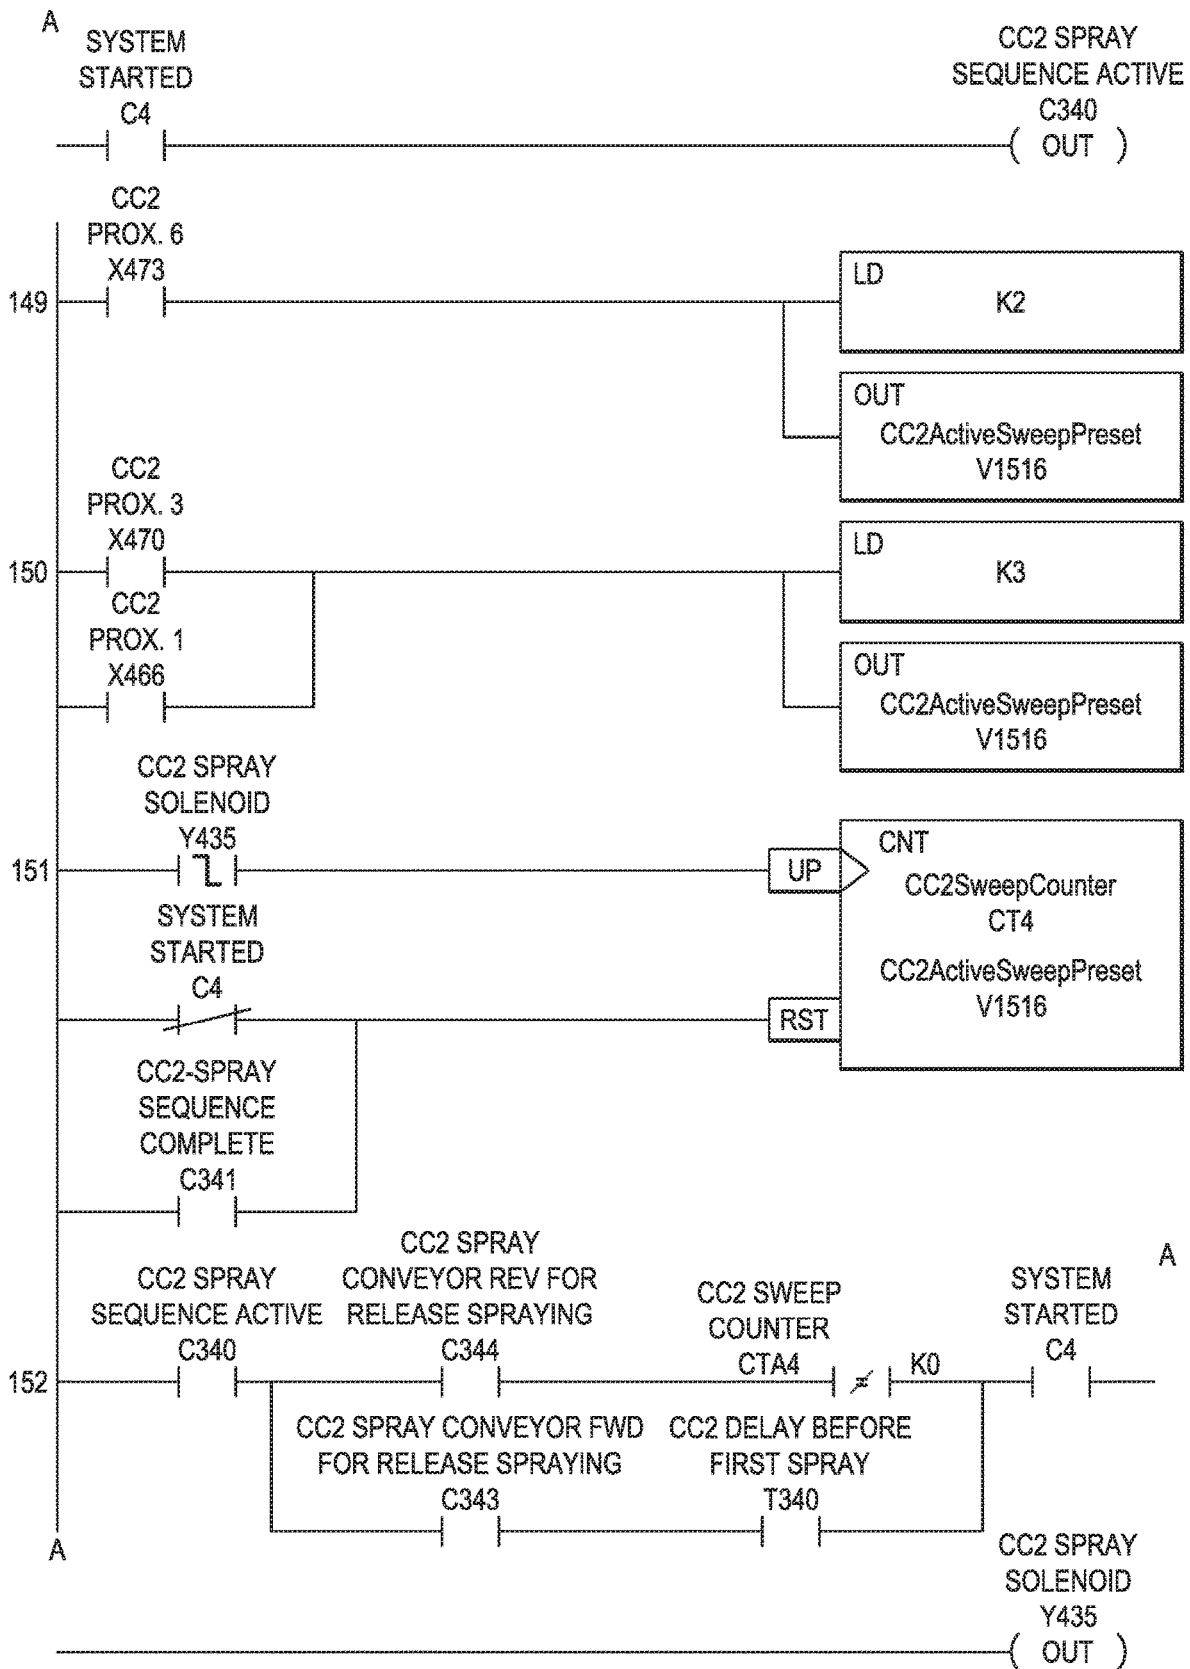 A
SYSTEM
STARTED
C4
CC2 SPRAY
SEQUENCE ACTIVE
C340
( OUT )
CC2
PROX. 6
X473
149
LD
K2
OUT
CC2ActiveSweepPreset
V1516
CC2
PROX. 3
X470
150
LD
K3
CC2
PROX. 1
X466
OUT
CC2ActiveSweepPreset
V1516
CC2 SPRAY
SOLENOID
Y435
151
UP
CNT
CC2SweepCounter
CT4
CC2ActiveSweepPreset
V1516
SYSTEM
STARTED
C4
RST
CC2-SPRAY
SEQUENCE
COMPLETE
C341
A
CC2 SPRAY
SEQUENCE ACTIVE
C340
CC2 SPRAY
CONVEYOR REV FOR
RELEASE SPRAYING
C344
CC2 SWEEP
COUNTER
CTA4
≠
K0
SYSTEM
STARTED
C4
152
CC2 SPRAY CONVEYOR FWD
FOR RELEASE SPRAYING
C343
CC2 DELAY BEFORE
FIRST SPRAY
T340
A
CC2 SPRAY
SOLENOID
Y435
( OUT )